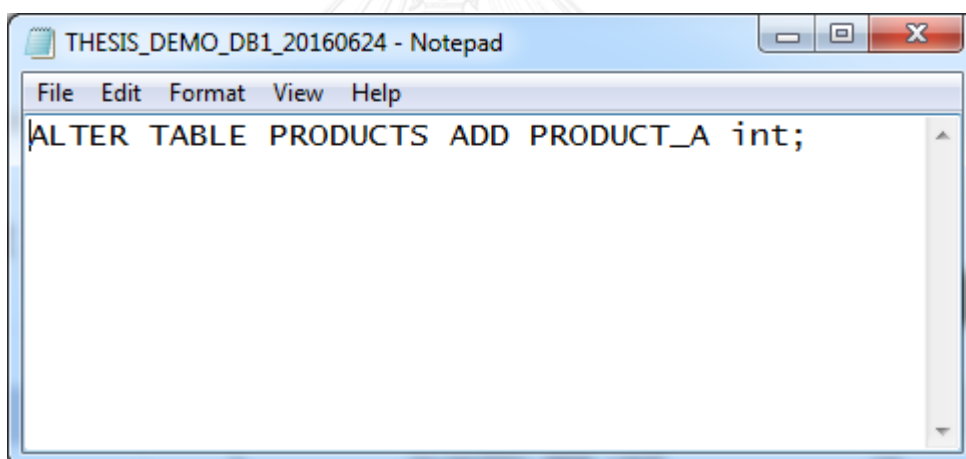 THESIS_DEMO_DB1_20160624 - Notepad
File Edit Format View Help
ALTER TABLE PRODUCTS ADD PRODUCT_A int;